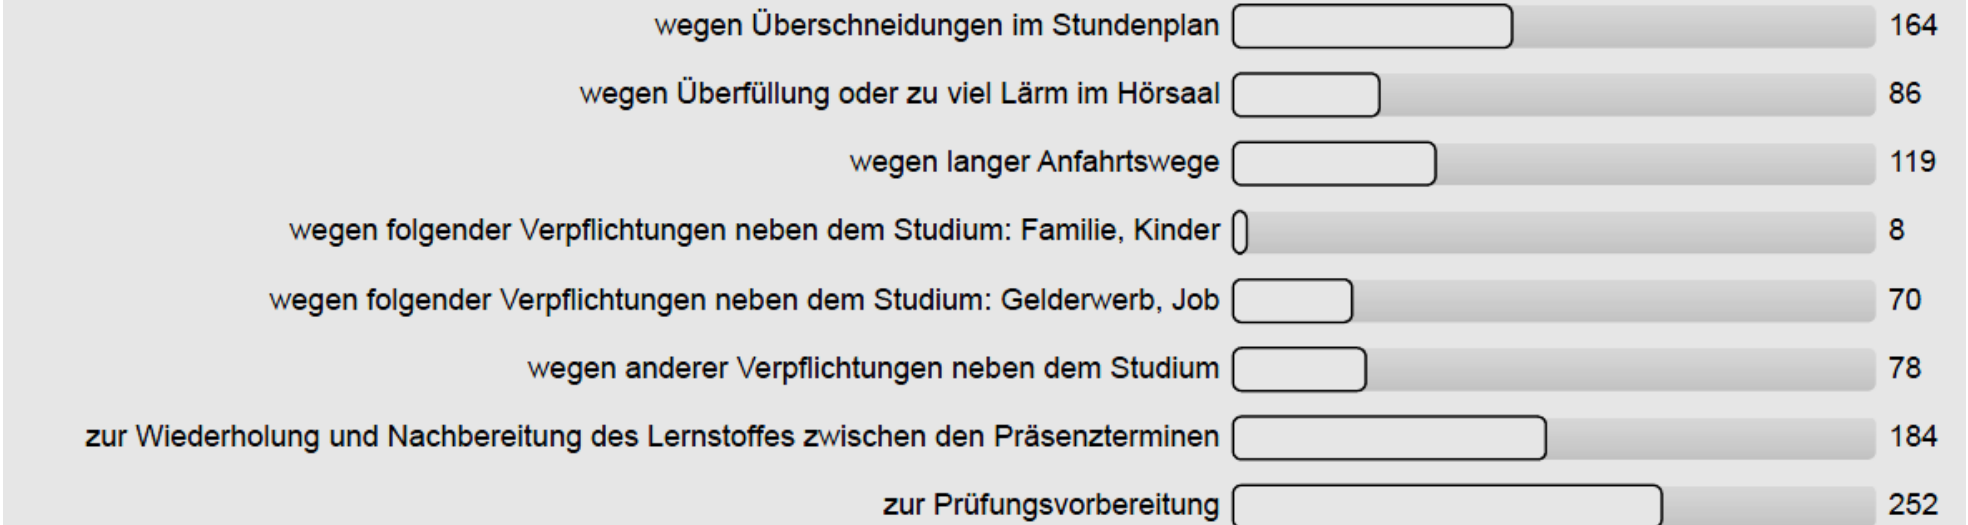 wegen Überschneidungen im Stundenplan 164
wegen Überfüllung oder zu viel Lärm im Hörsaal 86
wegen langer Anfahrtswege 119
wegen folgender Verpflichtungen neben dem Studium: Familie, Kinder 8
wegen folgender Verpflichtungen neben dem Studium: Gelderwerb, Job 70
wegen anderer Verpflichtungen neben dem Studium 78
zur Wiederholung und Nachbereitung des Lernstoffes zwischen den Präsenzterminen 184
zur Prüfungsvorbereitung 252